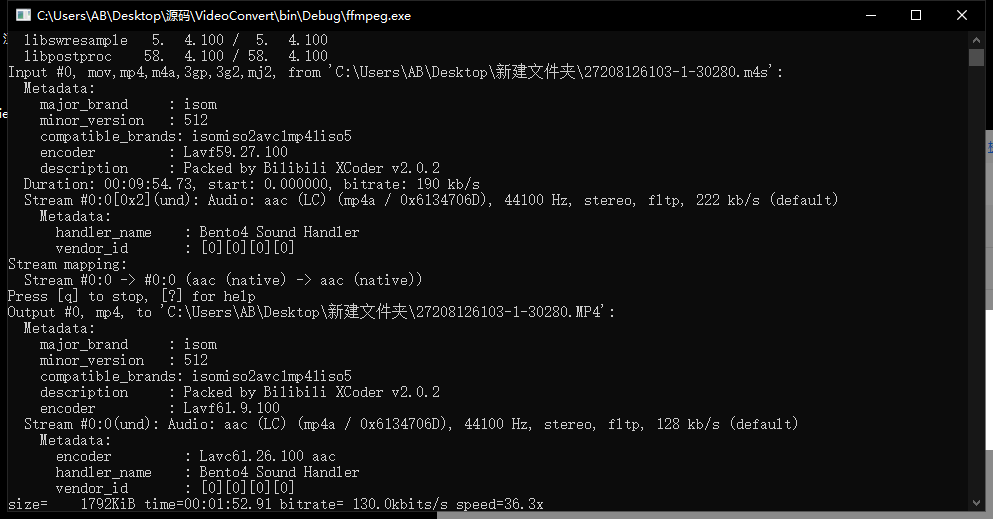 C:\Users\AB\Desktop\源码\VideoConvert\bin\Debug\ffmpeg.exe
libswresample   5.  4.100 /  5.  4.100
libpostproc    58.  4.100 / 58.  4.100
Input #0, mov,mp4,m4a,3gp,3g2,mj2, from 'C:\Users\AB\Desktop\新建文件夹\27208126103-1-30280.m4s':
Metadata:
major_brand     : isom
minor_version   : 512
compatible_brands: isomiso2avc1mp41iso5
encoder         : Lavf59.27.100
description     : Packed by Bilibili XCoder v2.0.2
Duration: 00:09:54.73, start: 0.000000, bitrate: 190 kb/s
Stream #0:0[0x2](und): Audio: aac (LC) (mp4a / 0x6134706D), 44100 Hz, stereo, fltp, 222 kb/s (default)
Metadata:
handler_name    : Bento4 Sound Handler
vendor_id       : [0][0][0][0]
Stream mapping:
Stream #0:0 -> #0:0 (aac (native) -> aac (native))
Press [q] to stop, [?] for help
Output #0, mp4, to 'C:\Users\AB\Desktop\新建文件夹\27208126103-1-30280.MP4':
Metadata:
major_brand     : isom
minor_version   : 512
compatible_brands: isomiso2avc1mp41iso5
description     : Packed by Bilibili XCoder v2.0.2
encoder         : Lavf61.9.100
Stream #0:0(und): Audio: aac (LC) (mp4a / 0x6134706D), 44100 Hz, stereo, fltp, 128 kb/s (default)
Metadata:
encoder         : Lavc61.26.100 aac
handler_name    : Bento4 Sound Handler
vendor_id       : [0][0][0][0]
size=    1792KiB time=00:01:52.91 bitrate= 130.0kbits/s speed=36.3x